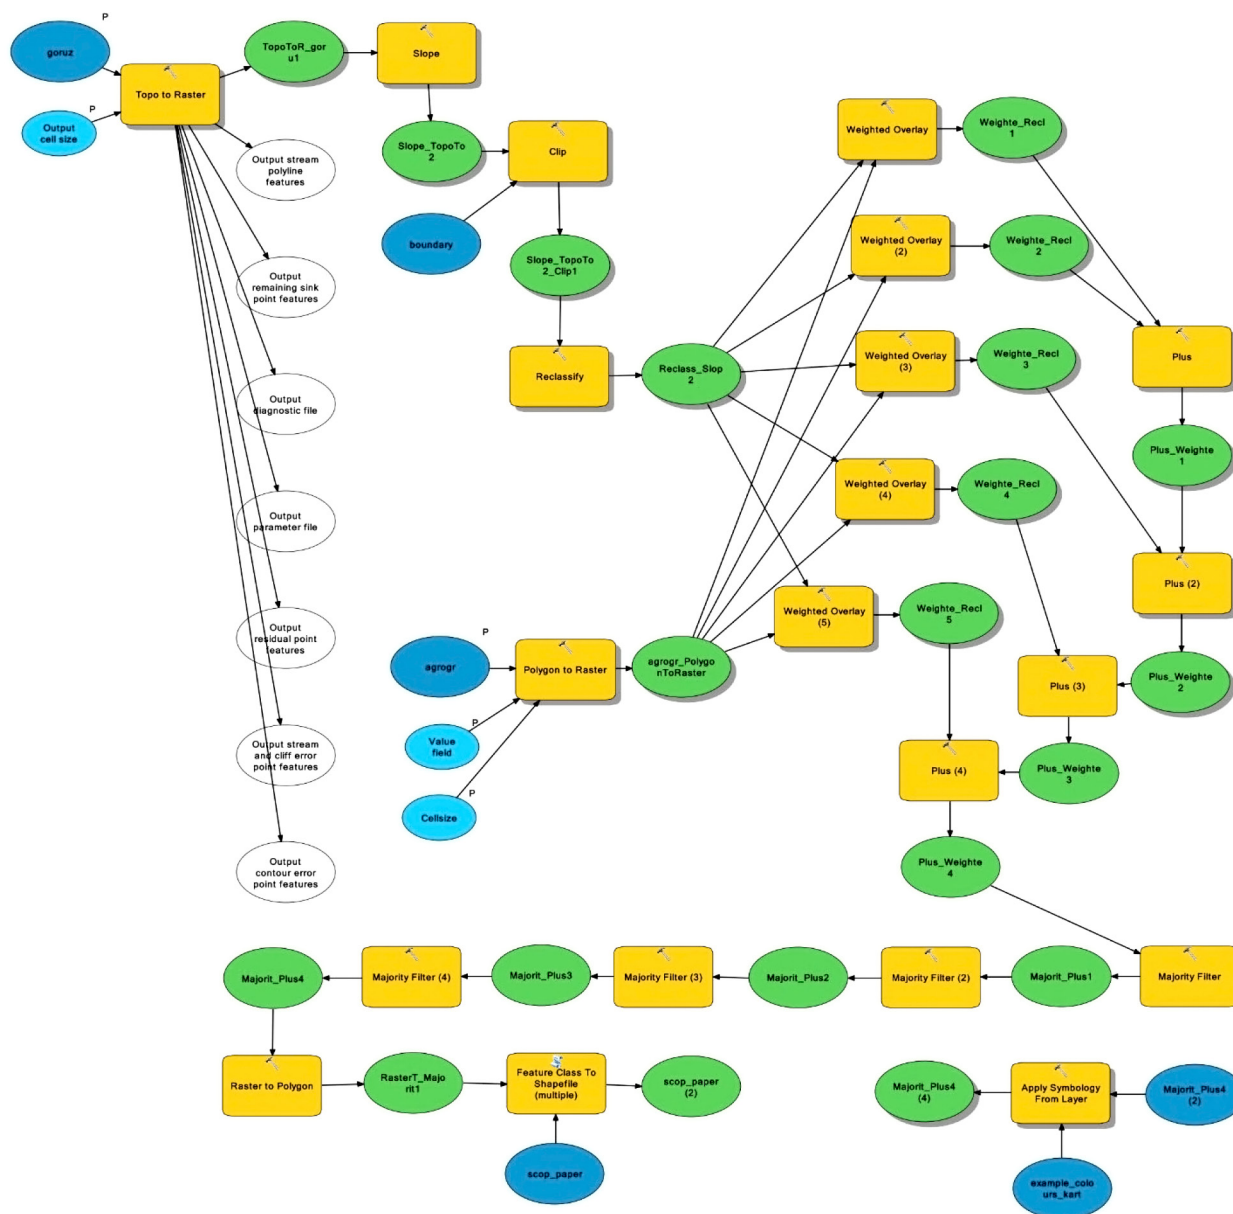 P
goruz
Topo to Raster
P
Output
cell size
TopoToR_gor
u1
Slope
Output stream
polyline
features
Output
remaining sink
point features
Output
diagnostic file
Output
parameter file
Output
residual point
features
Output stream
and cliff error
point features
Output
contour error
point features
Slope_TopoTo
2
Clip
boundary
Slope_TopoTo
2_Clip1
Reclassify
Reclass_Slop
2
P
agrogr
Polygon to Raster
P
Value
field
P
Cellsize
agrogr_Polygo
nToRaster
Weighted Overlay
Weighte_Recl
1
Weighted Overlay
(2)
Weighte_Recl
2
Weighted Overlay
(3)
Weighte_Recl
3
Weighted Overlay
(4)
Weighte_Recl
4
Weighted Overlay
(5)
Weighte_Recl
5
Plus
Plus_Weighte
1
Plus (2)
Plus_Weighte
2
Plus (3)
Plus_Weighte
3
Plus (4)
Plus_Weighte
4
Majority Filter
Majorit_Plus1
Majority Filter (2)
Majorit_Plus2
Majority Filter (3)
Majorit_Plus3
Majority Filter (4)
Majorit_Plus4
Raster to Polygon
RasterT_Majo
rit1
Feature Class To
Shapefile
(multiple)
scop_paper
(2)
scop_paper
Majorit_Plus4
(4)
Apply Symbology
From Layer
Majorit_Plus4
(2)
example_colo
urs_kart